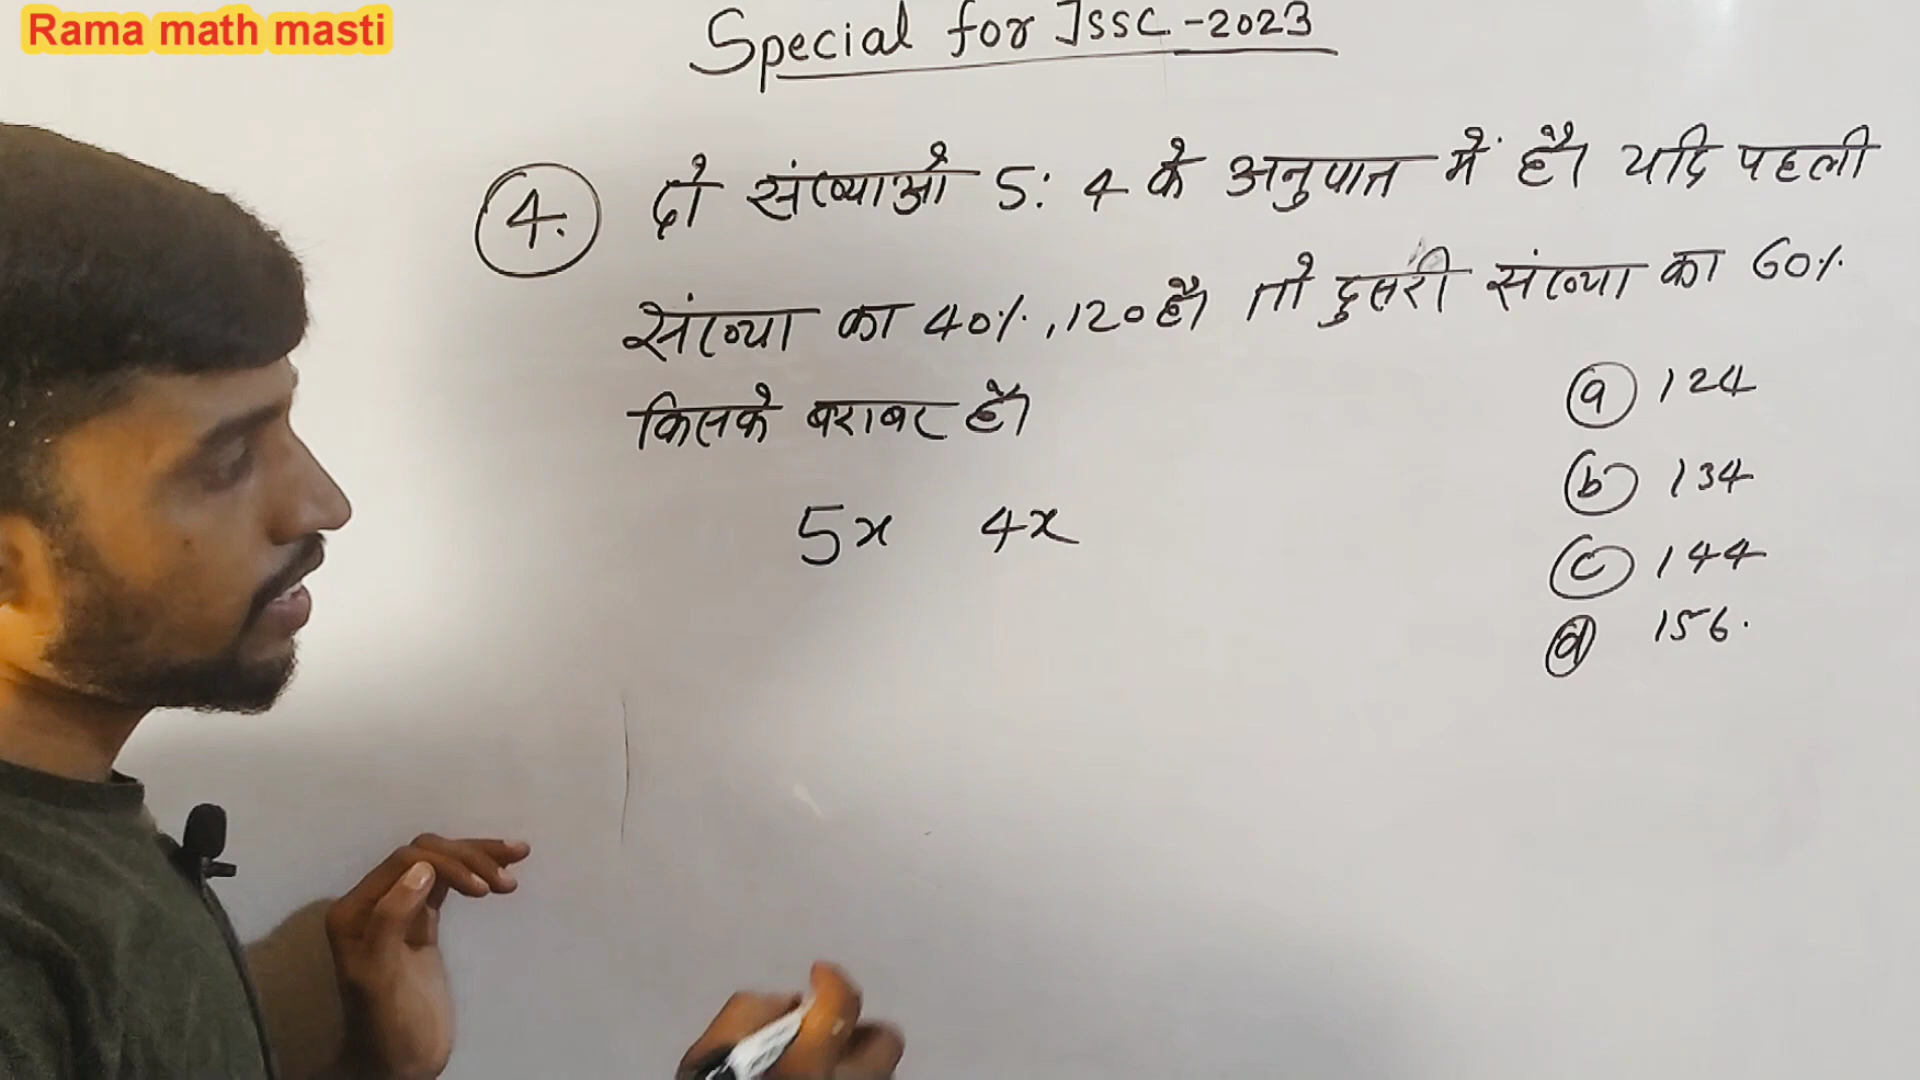 Rama math masti
Special for JSSC-2023
4. दो संख्याओ 5: 4 के अनुपात में है। यदि पहली
संख्या का 40%, 120 है। तो दुसरी संख्या का 60%
किसके बराबर है।
a 124
b 134
c 144
d 156.
5x 4x